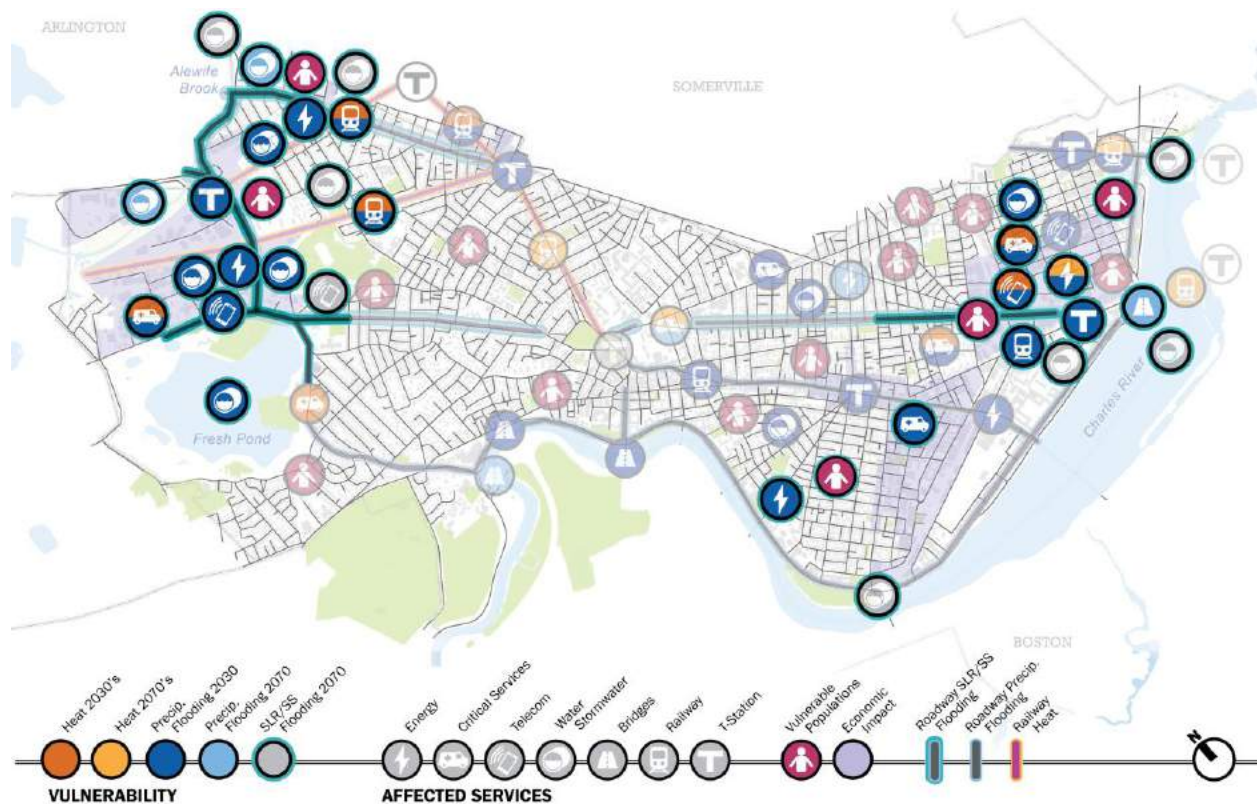 ARLINGTON
Alewife
Brook
SOMERVILLE
Charles River
Fresh Pond
BOSTON
Heat 2030's
Heat 2070's
Precip.
Flooding 2030
Precip.
Flooding 2070
SLR/SS
Flooding 2070
Energy
Critical Services
Telecom
Water
Stormwater
Bridges
Railway
T-Station
Vulnerable
Populations
Economic
Impact
Roadway SLR/SS
Flooding
Roadway Precip.
Flooding
Railway
Heat
N
VULNERABILITY
AFFECTED SERVICES